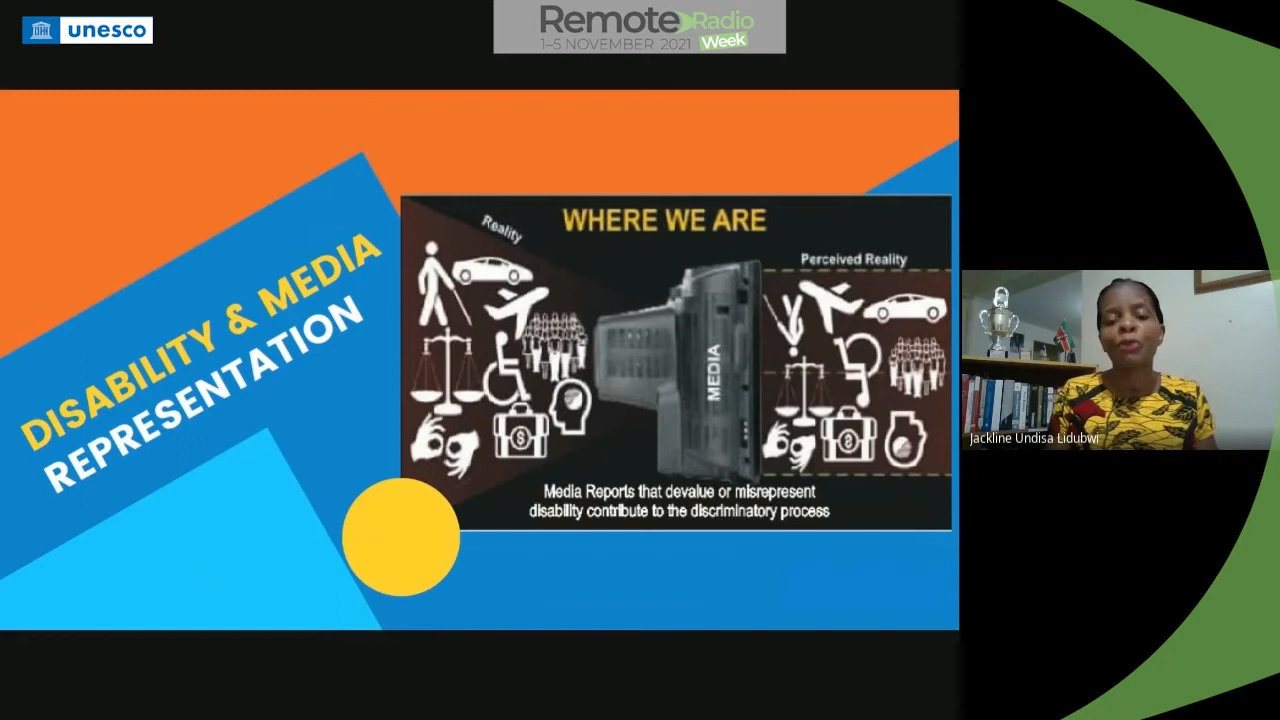 unesco
Remote Radio
1–5 NOVEMBER 2021 Week
DISABILITY & MEDIA
REPRESENTATION
WHERE WE ARE
Reality
Perceived Reality
MEDIA
Media Reports that devalue or misrepresent
disability contribute to the discriminatory process
Jackline Undisa Lidubwi